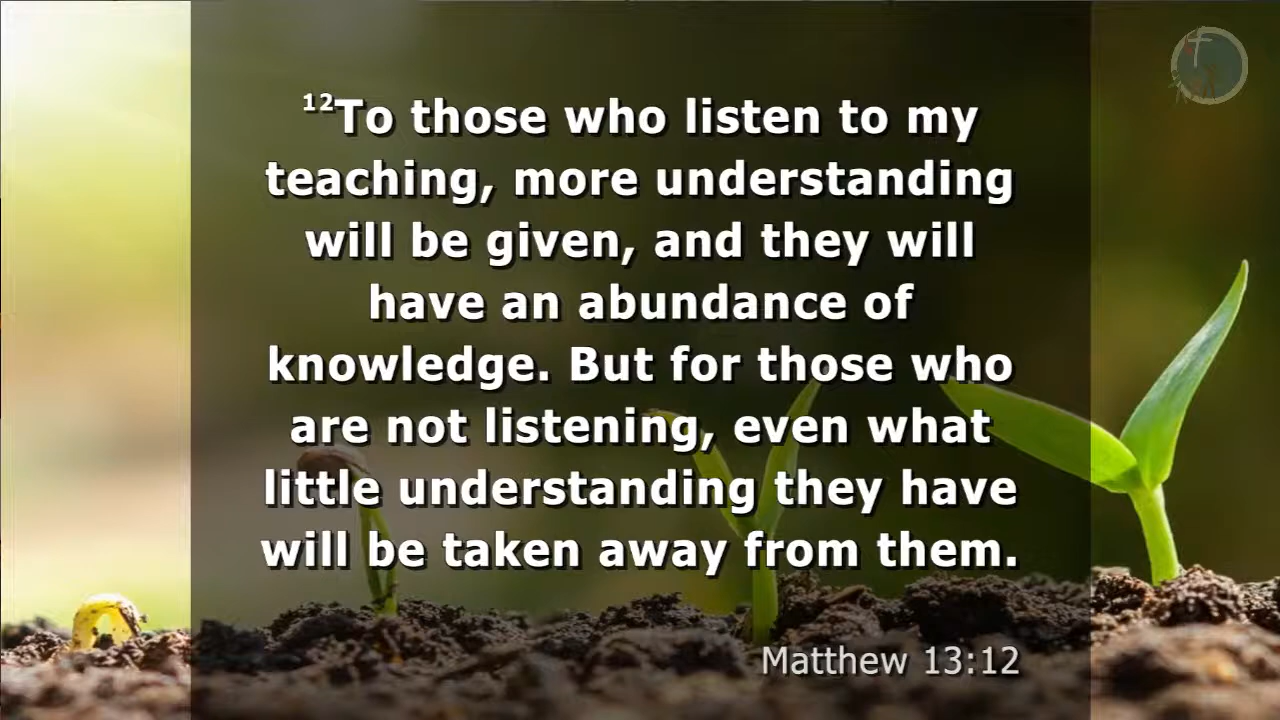 ¹²To those who listen to my
teaching, more understanding
will be given, and they will
have an abundance of
knowledge. But for those who
are not listening, even what
little understanding they have
will be taken away from them.
Matthew 13:12